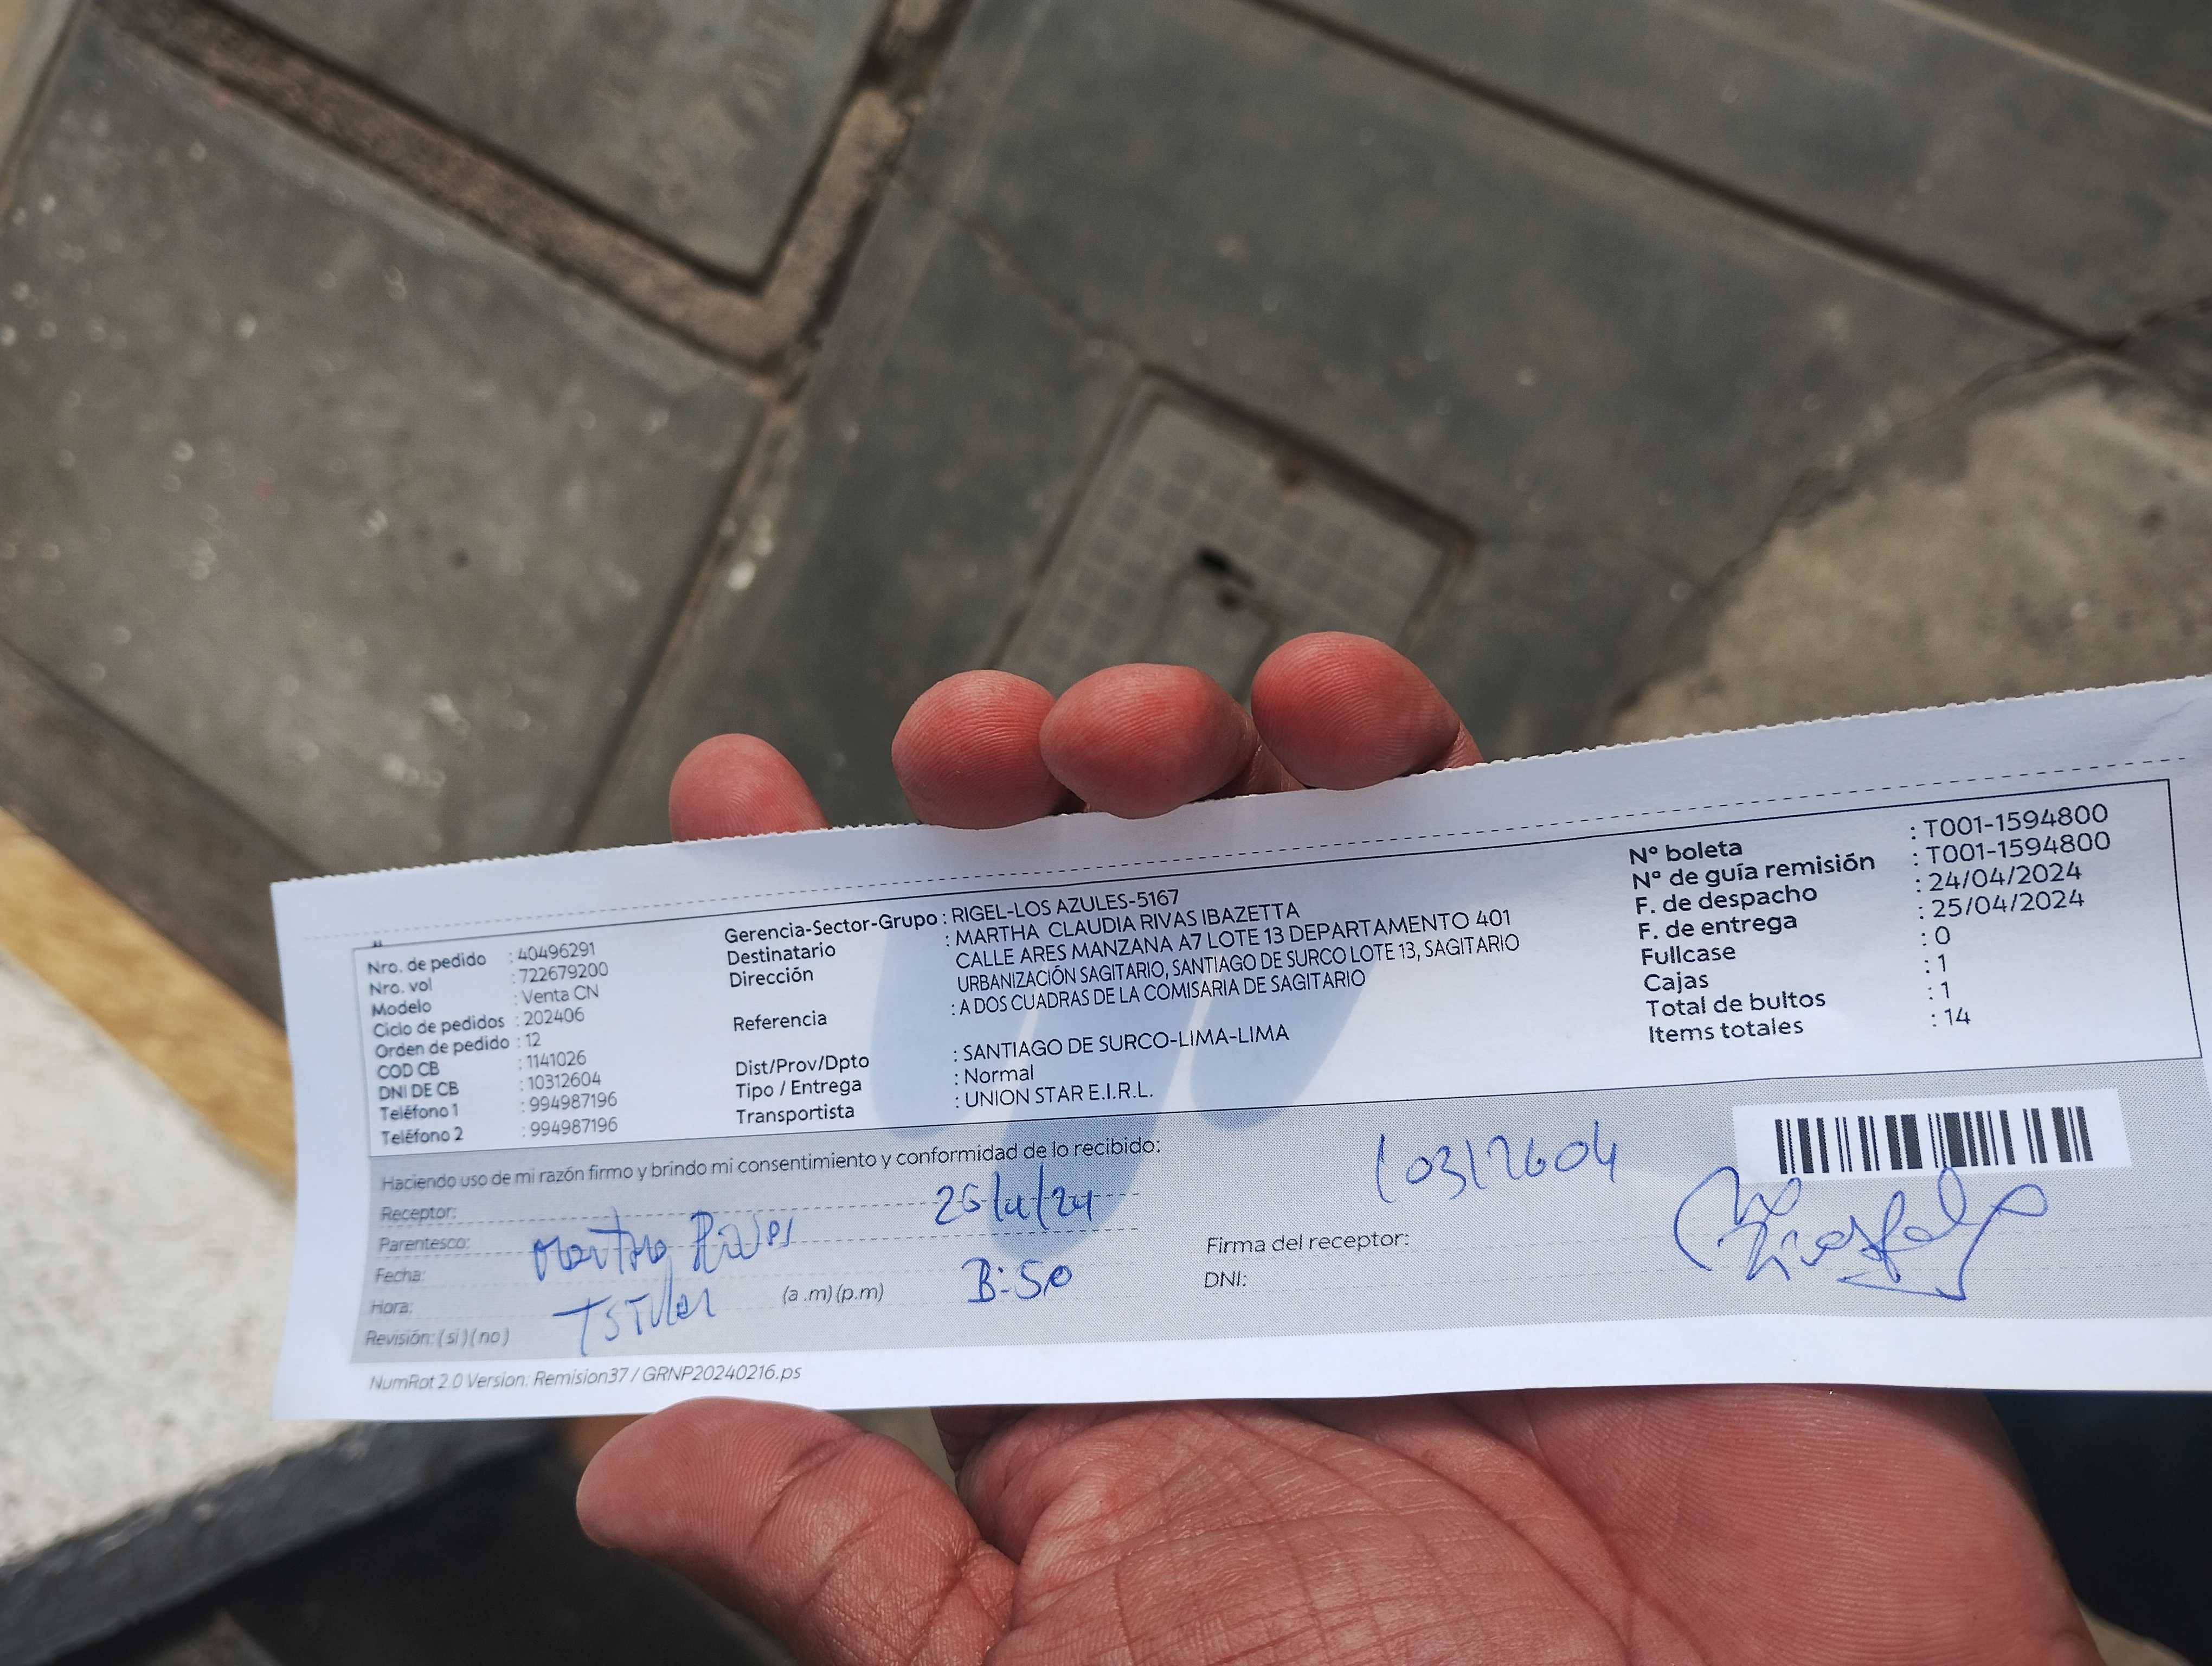 Nro. de pedido : 40496291
Nro. vol : 722679200
Modelo : Venta CN
Ciclo de pedidos : 202406
Orden de pedido : 12
COD CB : 1141026
DNI DE CB : 10312604
Teléfono 1 : 994987196
Teléfono 2 : 994987196
Gerencia-Sector-Grupo : RIGEL-LOS AZULES-5167
Destinatario : MARTHA CLAUDIA RIVAS IBAZETTA
Dirección CALLE ARES MANZANA A7 LOTE 13 DEPARTAMENTO 401
URBANIZACIÓN SAGITARIO, SANTIAGO DE SURCO LOTE 13, SAGITARIO
Referencia : A DOS CUADRAS DE LA COMISARIA DE SAGITARIO
Dist/Prov/Dpto : SANTIAGO DE SURCO-LIMA-LIMA
Tipo / Entrega : Normal
Transportista : UNION STAR E.I.R.L.
Nº boleta : T001-1594800
Nº de guía remisión : T001-1594800
F. de despacho : 24/04/2024
F. de entrega : 25/04/2024
Fullcase : 0
Cajas : 1
Total de bultos : 1
Items totales : 14
Haciendo uso de mi razón firmo y brindo mi consentimiento y conformidad de lo recibido:
Receptor:
Parentesco: Martha Rivas
Fecha:
Hora: (a .m) (p.m)
Revisión: ( si ) ( no )
10312604
Firma del receptor:
DNI:
NumRot 2.0 Version: Remision37 / GRNP20240216.ps